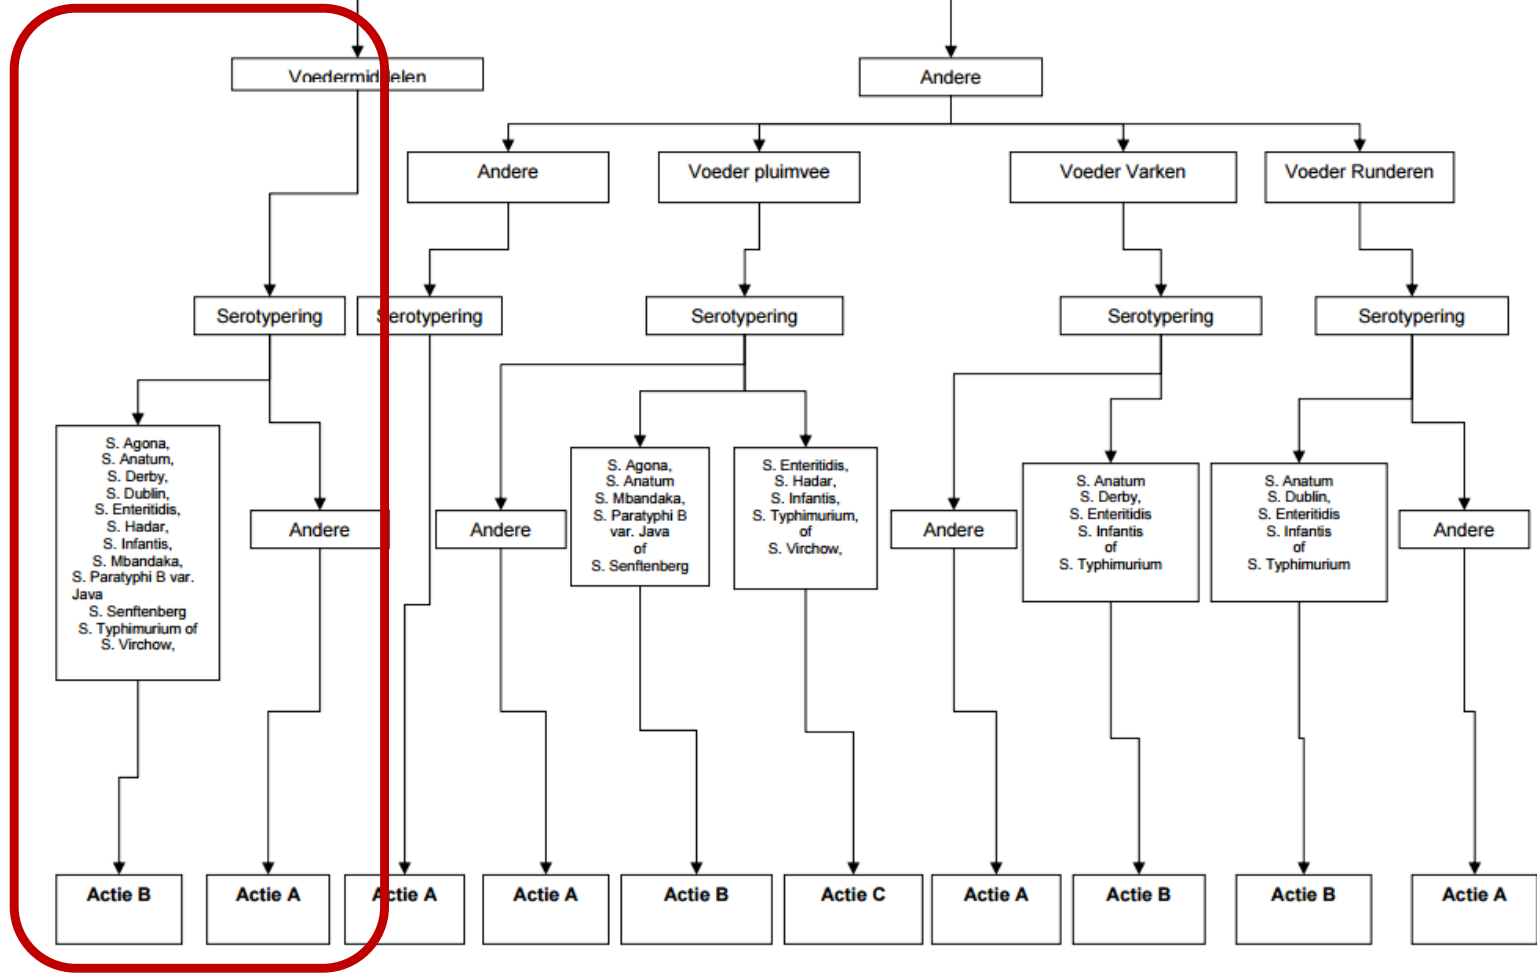 Voedermiddelen
Andere
Andere
Voeder pluimvee
Voeder Varken
Voeder Runderen
Serotypering
Serotypering
Serotypering
Serotypering
Serotypering
S. Agona,
S. Anatum,
S. Derby,
S. Dublin,
S. Enteritidis,
S. Hadar,
S. Infantis,
S. Mbandaka,
S. Paratyphi B var.
Java
S. Senftenberg
S. Typhimurium of
S. Virchow,
Andere
Andere
S. Agona,
S. Anatum
S. Mbandaka,
S. Paratyphi B
var. Java
of
S. Senftenberg
S. Enteritidis,
S. Hadar,
S. Infantis,
S. Typhimurium,
of
S. Virchow,
Andere
S. Anatum
S. Derby,
S. Enteritidis
S. Infantis
of
S. Typhimurium
S. Anatum
S. Dublin,
S. Enteritidis
S. Infantis
of
S. Typhimurium
Andere
Actie B
Actie A
Actie A
Actie A
Actie B
Actie C
Actie A
Actie B
Actie B
Actie A